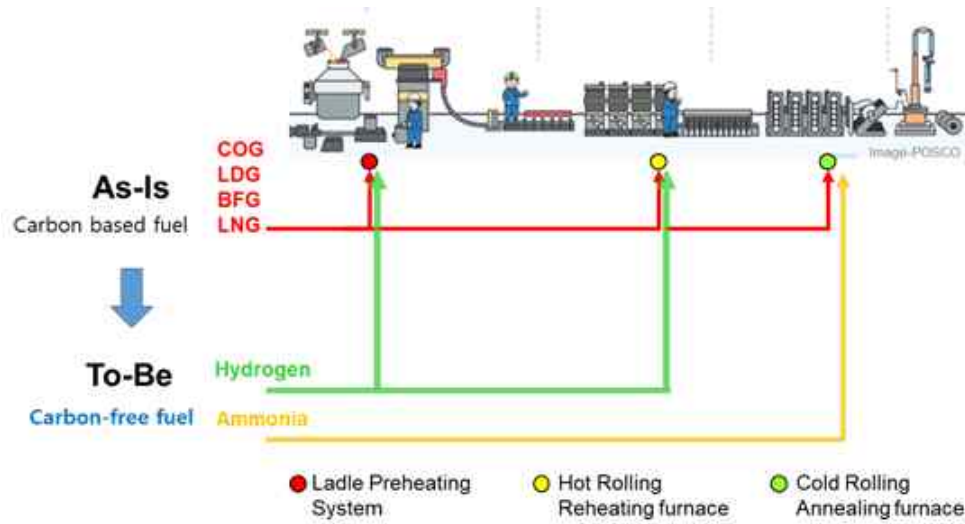 Image-POSCO
COG
LDG
BFG
LNG
As-Is
Carbon based fuel
To-Be
Carbon-free fuel
Hydrogen
Ammonia
Ladle Preheating
System
Hot Rolling
Reheating furnace
Cold Rolling
Annealing furnace